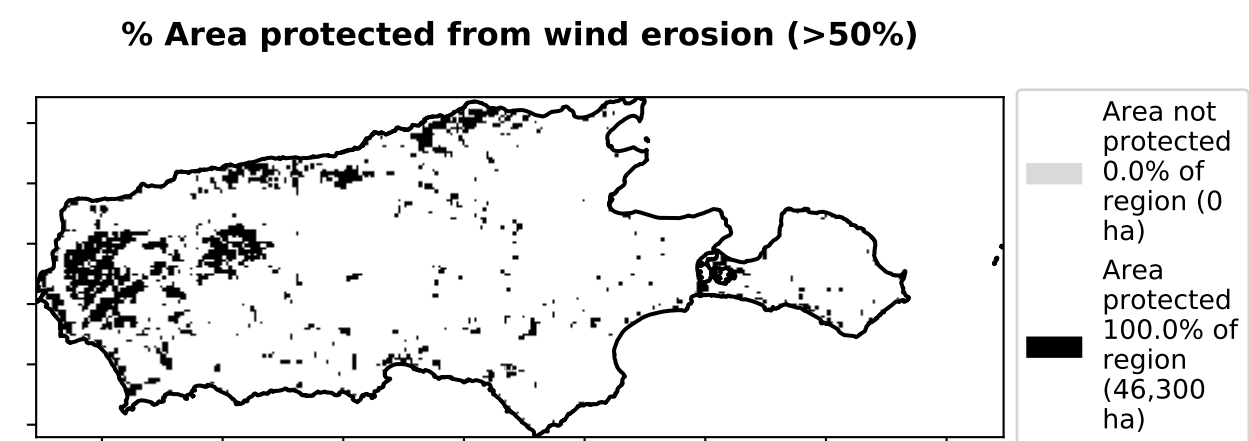 % Area protected from wind erosion (>50%)
Area not
protected
0.0% of
region (0
ha)
Area
protected
100.0% of
region
(46,300
ha)